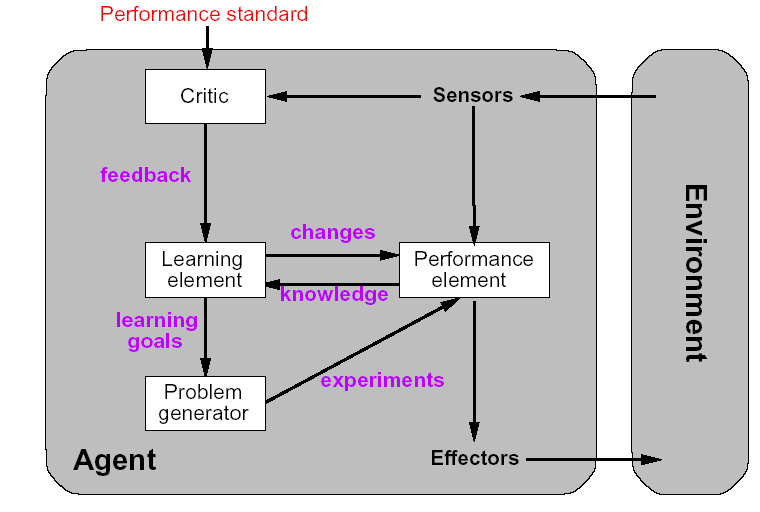 Performance standard
Critic
Sensors
feedback
changes
Learning
element
Performance
element
knowledge
learning
goals
experiments
Problem
generator
Agent
Effectors
Environment